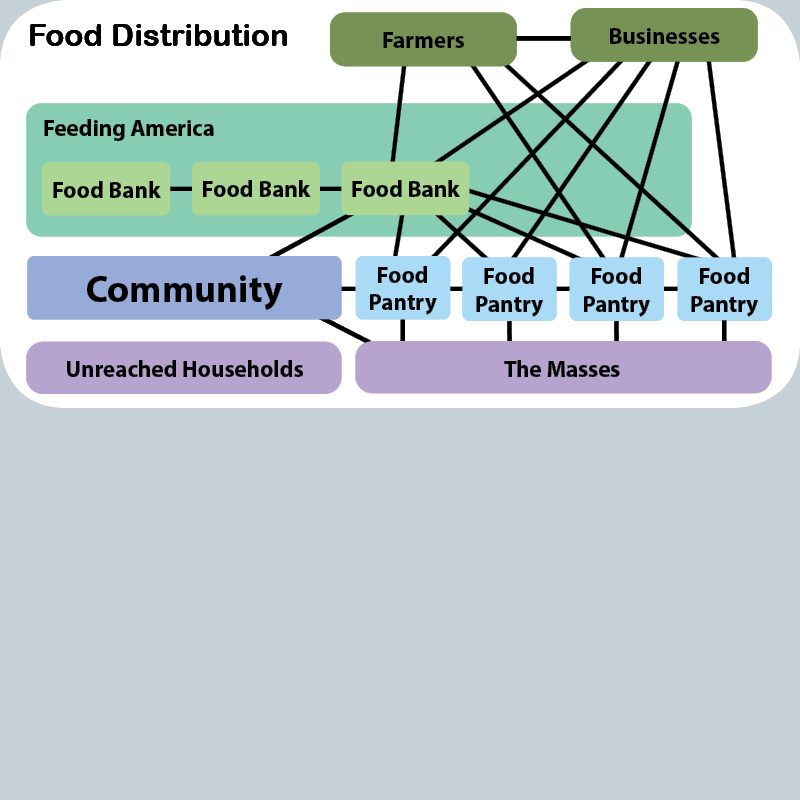 Food Distribution
Farmers
Businesses
Feeding America
Food Bank
Food Bank
Food Bank
Community
Food
Pantry
Food
Pantry
Food
Pantry
Food
Pantry
Unreached Households
The Masses